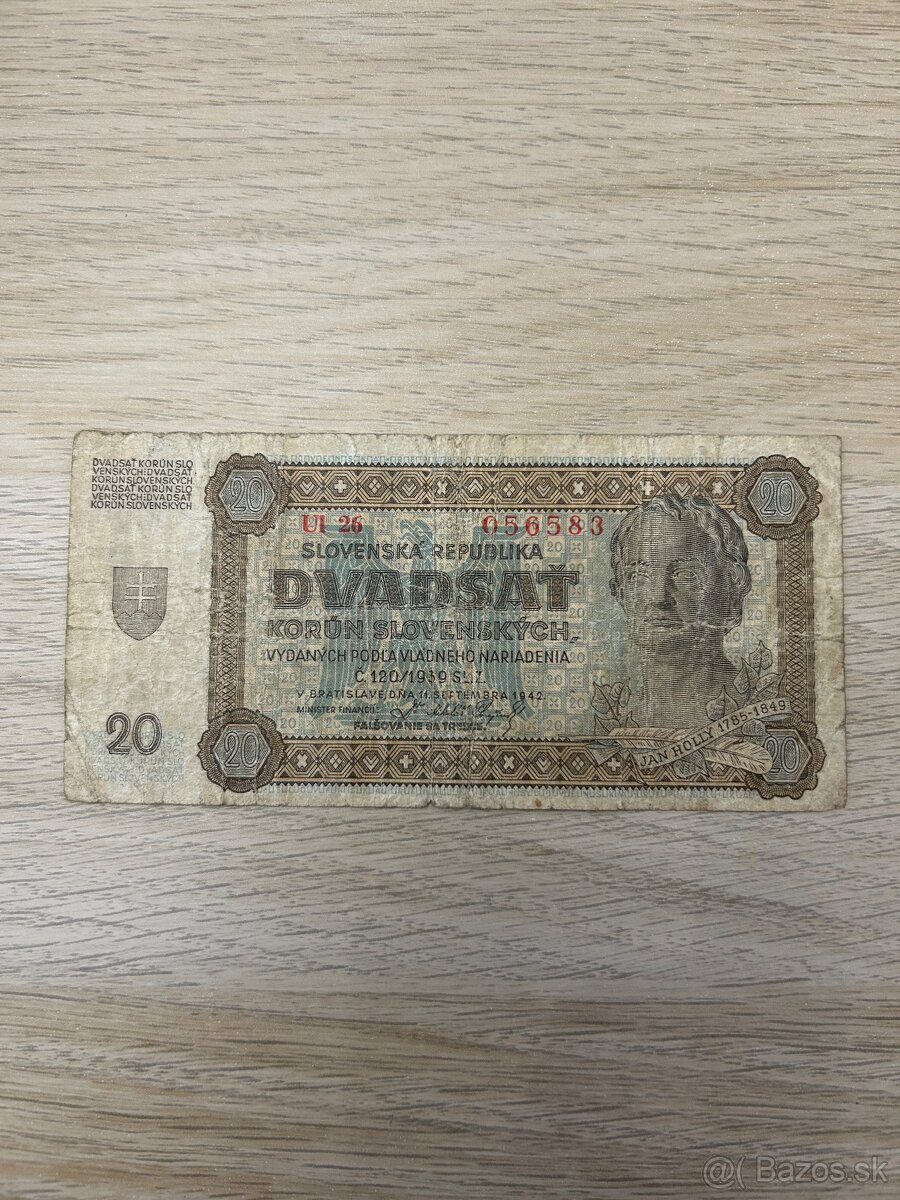 DVADSAŤ KORÚN SLO
VENSKÝCH:DVADSAŤ
KORÚN SLOVENSKÝCH
DVADSAŤ KORÚN SLO
VENSKÝCH:DVADSAŤ
KORÚN SLOVENSKÝCH
20
20
Ul 26 056583
SLOVENSKÁ REPUBLIKA
DVADSAŤ
KORÚN SLOVENSKÝCH,
VYDANÝCH PODĽA VLÁDNEHO NARIADENIA
Č. 120/1939 SL. Z.
V BRATISLAVE DŇA 11. SEPTEMBRA 1942.
MINISTER FINANCIÍ:
FALŠOVANIE SA TRESCE.
JÁN HOLLÝ 1785-1849
20
20
20
@( Bazos.sk